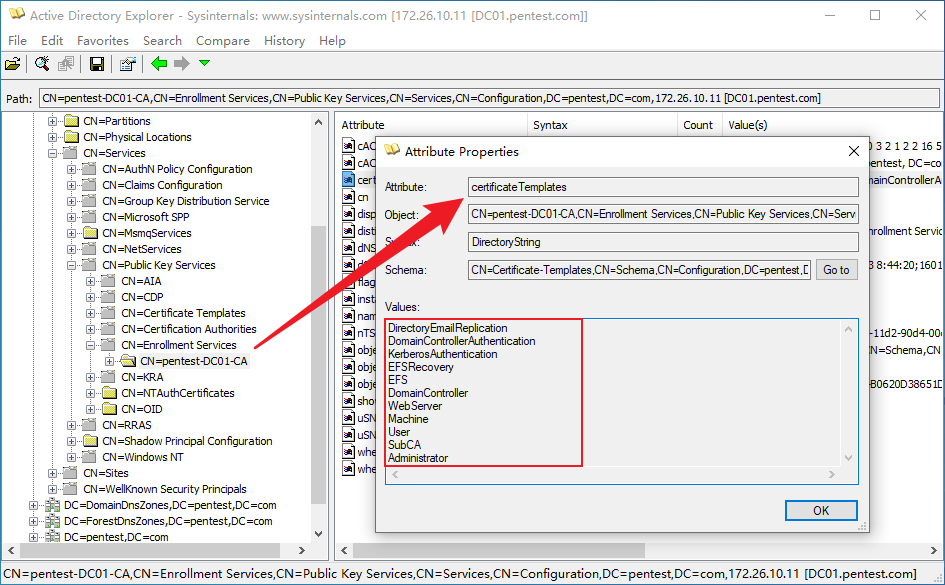 Active Directory Explorer - Sysinternals: www.sysinternals.com [172.26.10.11 [DC01.pentest.com]]
File Edit Favorites Search Compare History Help
Path: CN=pentest-DC01-CA,CN=Enrollment Services,CN=Public Key Services,CN=Services,CN=Configuration,DC=pentest,DC=com,172.26.10.11 [DC01.pentest.com]
CN=Partitions
CN=Physical Locations
CN=Services
CN=AuthN Policy Configuration
CN=Claims Configuration
CN=Group Key Distribution Service
CN=Microsoft SPP
CN=MsmqServices
CN=NetServices
CN=Public Key Services
CN=AIA
CN=CDP
CN=Certificate Templates
CN=Certification Authorities
CN=Enrollment Services
CN=pentest-DC01-CA
CN=KRA
CN=NTAuthCertificates
CN=OID
CN=RRAS
CN=Shadow Principal Configuration
CN=Windows NT
CN=Sites
CN=WellKnown Security Principals
DC=DomainDnsZones,DC=pentest,DC=com
DC=ForestDnsZones,DC=pentest,DC=com
DC=pentest,DC=com
Attribute Syntax Count Value(s)
cAC 0 3 2 1 2 2 16 5
cAC pentest, DC=co
cert mainControllerA
cn
disp
dist nrollment Servic
dNS
3 8:44:20;1601
flag
inst
nam
nTS -11d2-90d4-00
obje CN=Schema,CN
obje
obje B0620D38651D
sho
uSN
uSN
whe
whe
Attribute Properties
Attribute: certificateTemplates
Object: CN=pentest-DC01-CA,CN=Enrollment Services,CN=Public Key Services,CN=Servi
DirectoryString
Schema: CN=Certificate-Templates,CN=Schema,CN=Configuration,DC=pentest,D Go to
Values:
DirectoryEmailReplication
DomainControllerAuthentication
KerberosAuthentication
EFSRecovery
EFS
DomainController
WebServer
Machine
User
SubCA
Administrator
OK
CN=pentest-DC01-CA,CN=Enrollment Services,CN=Public Key Services,CN=Services,CN=Configuration,DC=pentest,DC=com,172.26.10.11 [DC01.pentest.com]